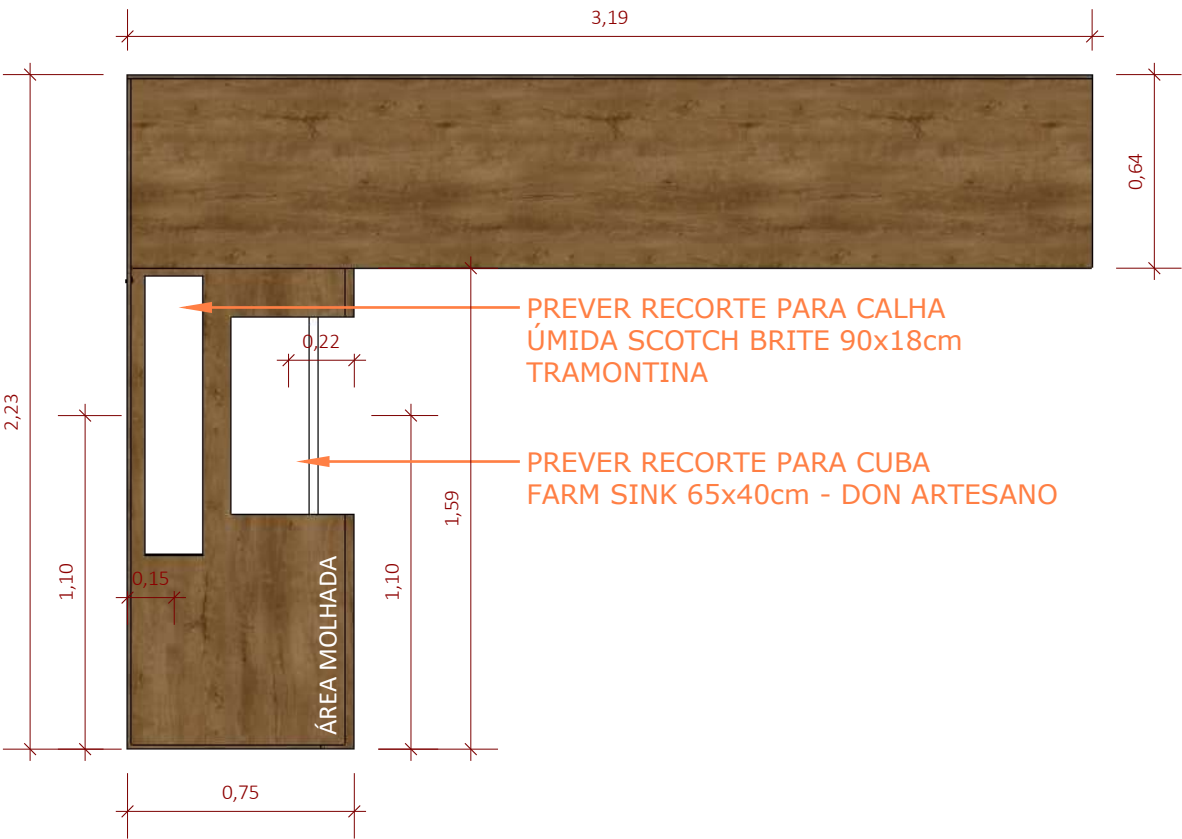 3,19
0,64
PREVER RECORTE PARA CALHA
ÚMIDA SCOTCH BRITE 90x18cm
TRAMONTINA
0,22
2,23
PREVER RECORTE PARA CUBA
FARM SINK 65x40cm - DON ARTESANO
1,59
1,10
0,15
1,10
ÁREA MOLHADA
0,75